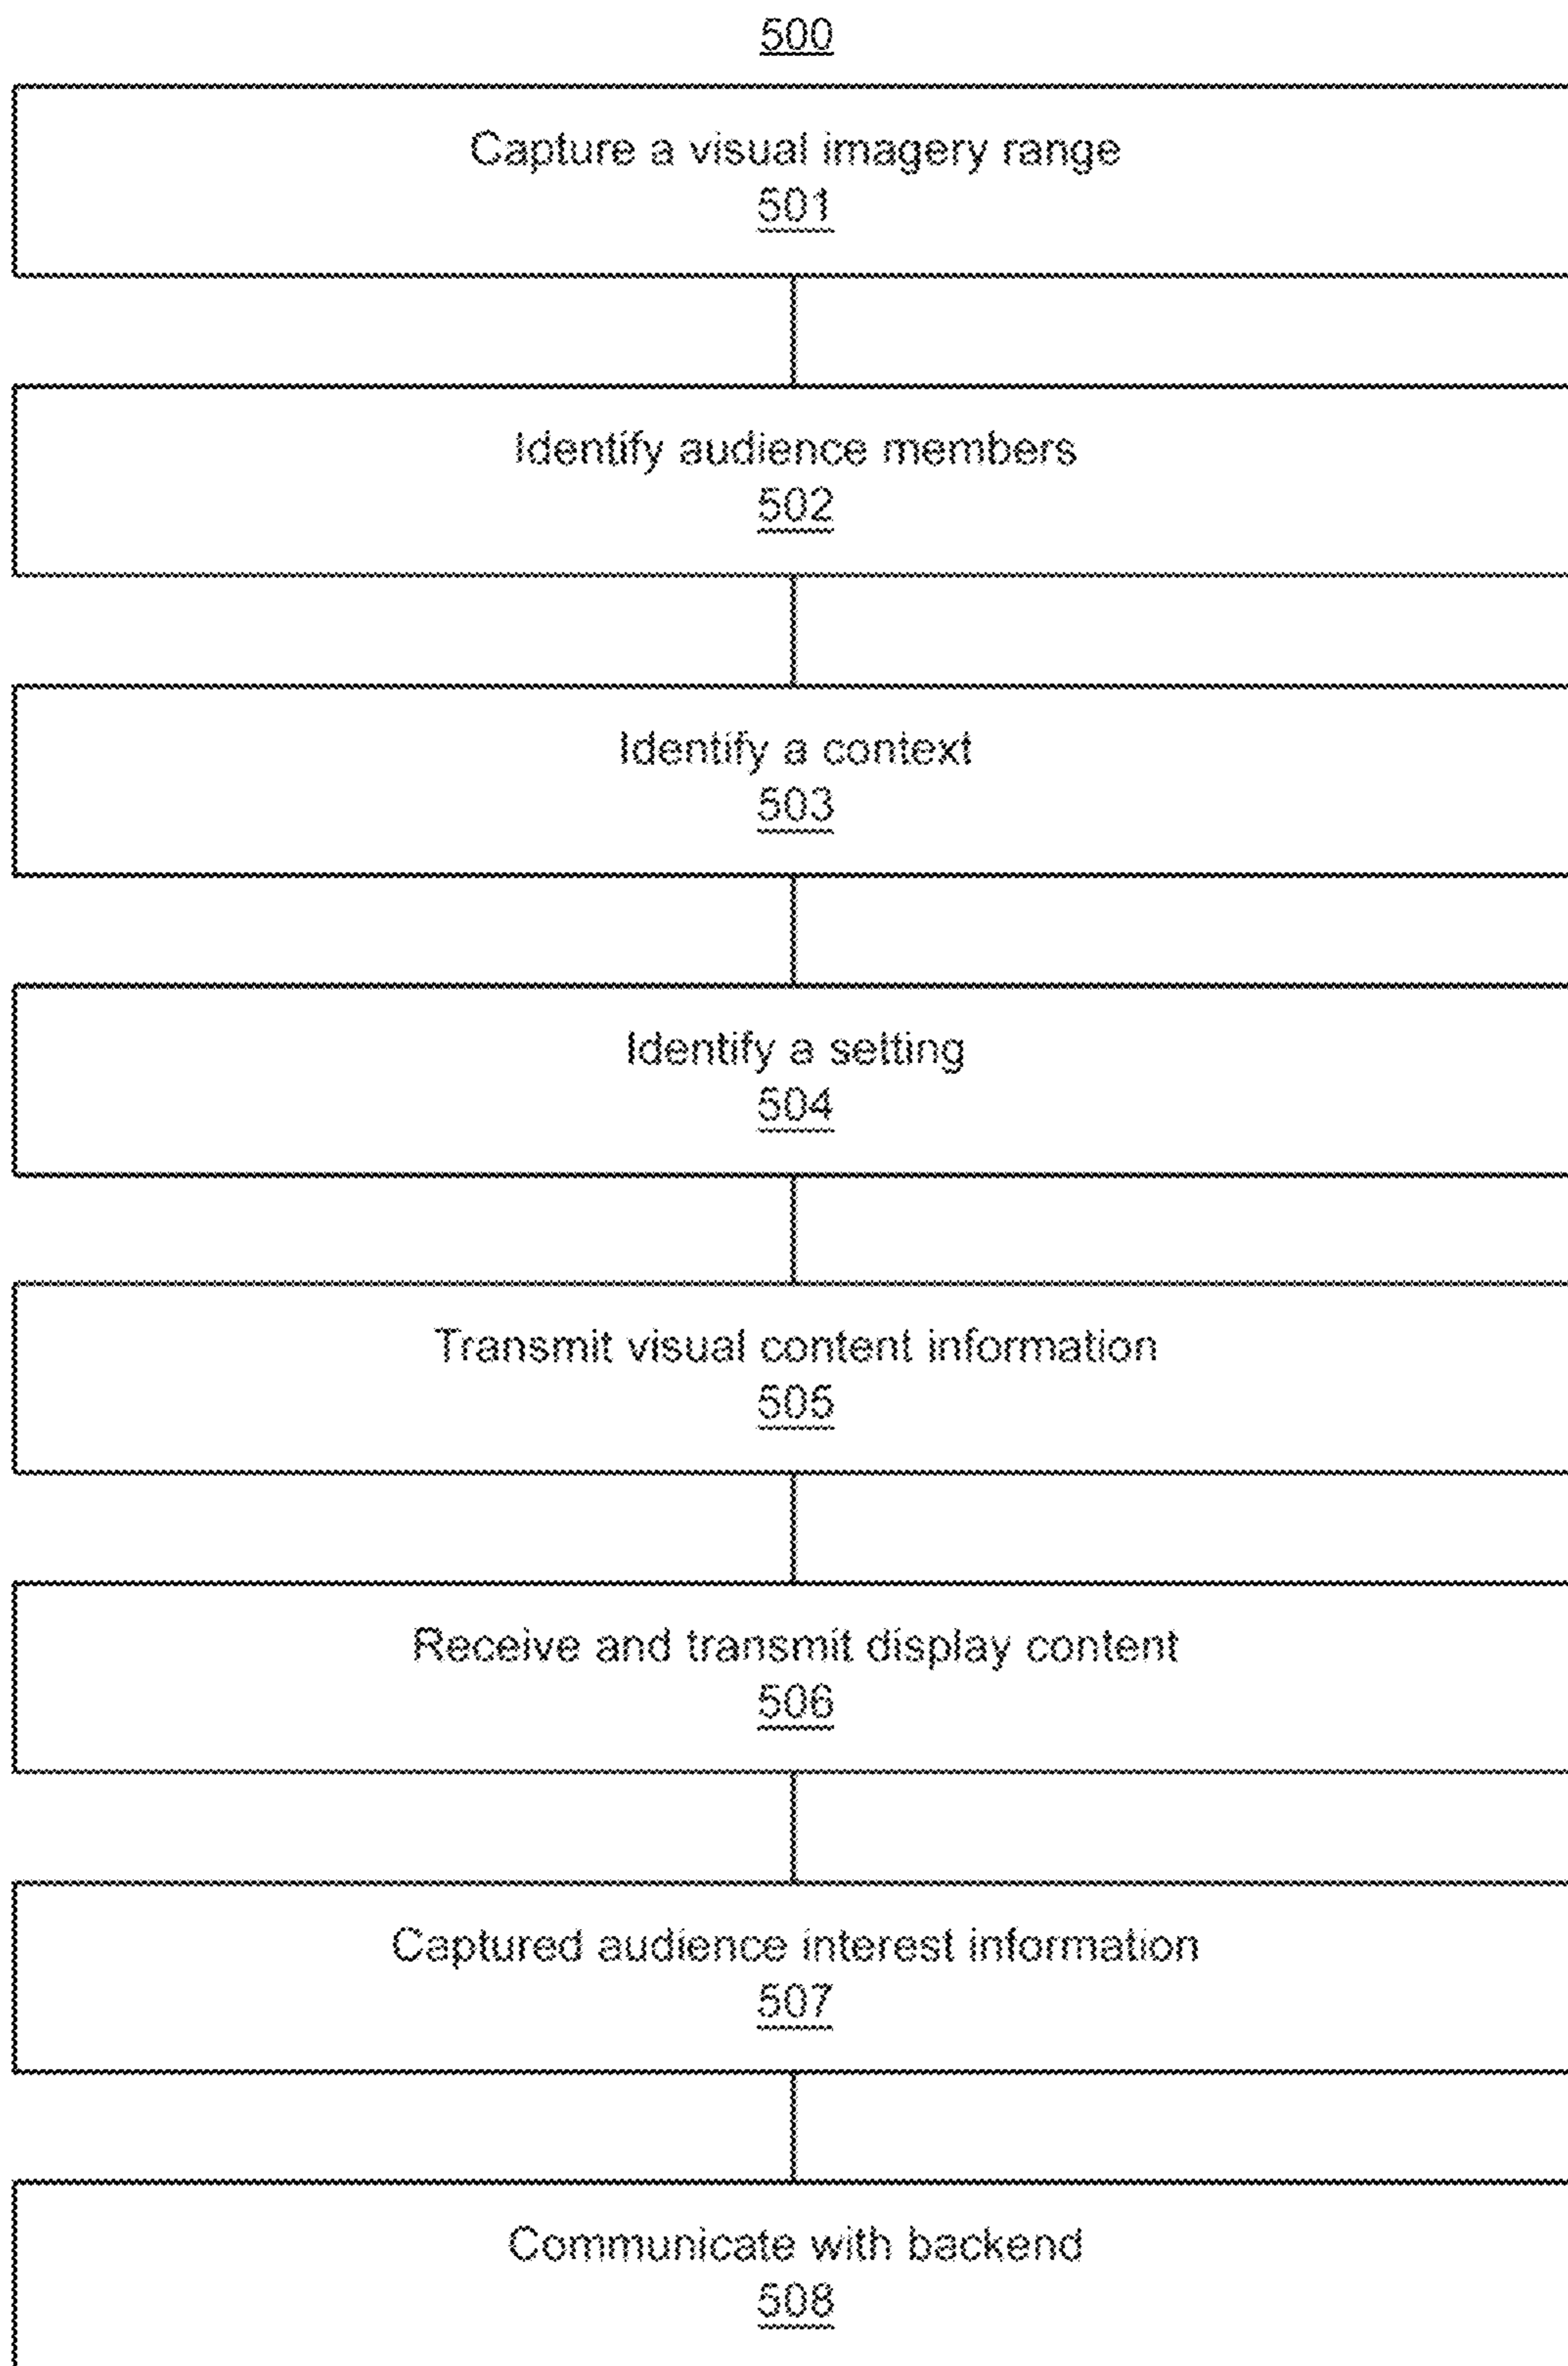 500
Capture a visual imagery range
501
Identify audience members
502
Identify a context
503
Identify a setting
504
Transmit visual content information
505
Receive and transmit display content
506
Captured audience interest information
507
Communicate with backend
508